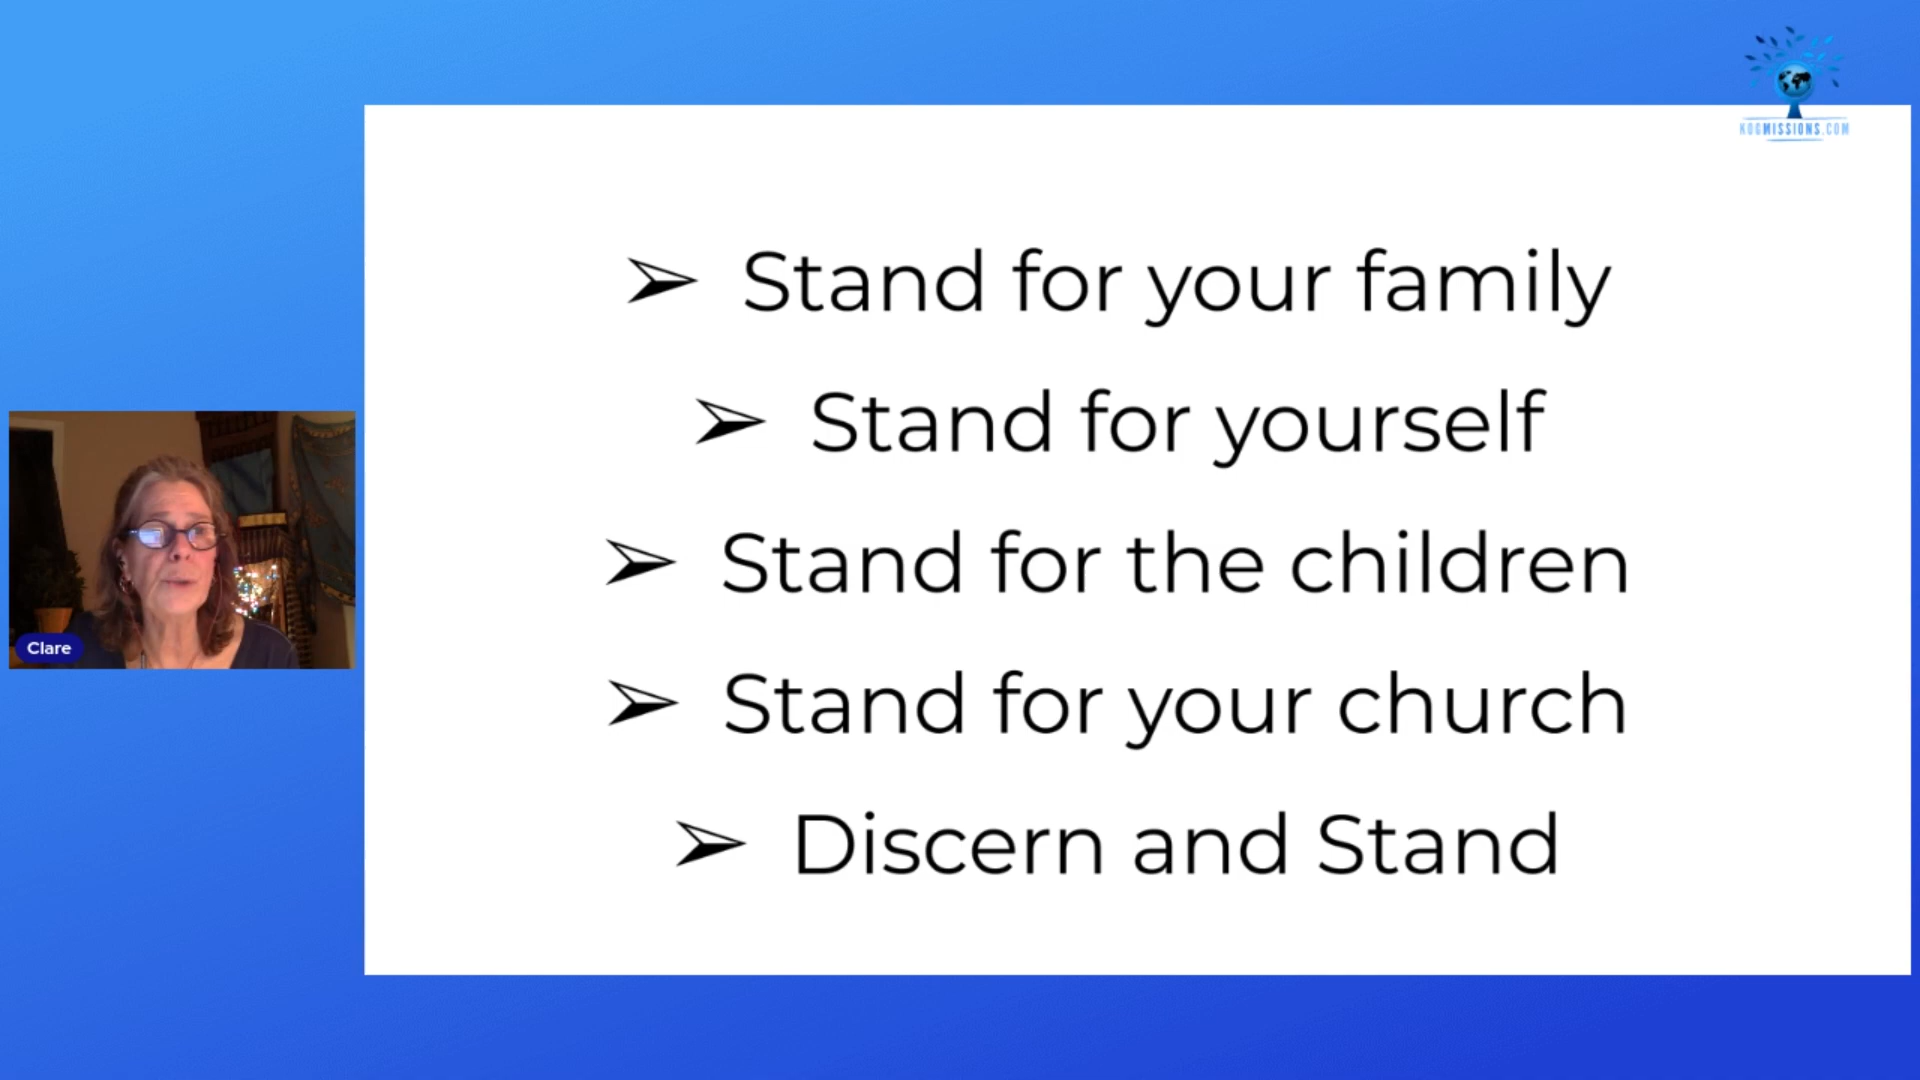 KOGMISSIONS.COM
➢ Stand for your family
➢ Stand for yourself
➢ Stand for the children
➢ Stand for your church
➢ Discern and Stand
Clare